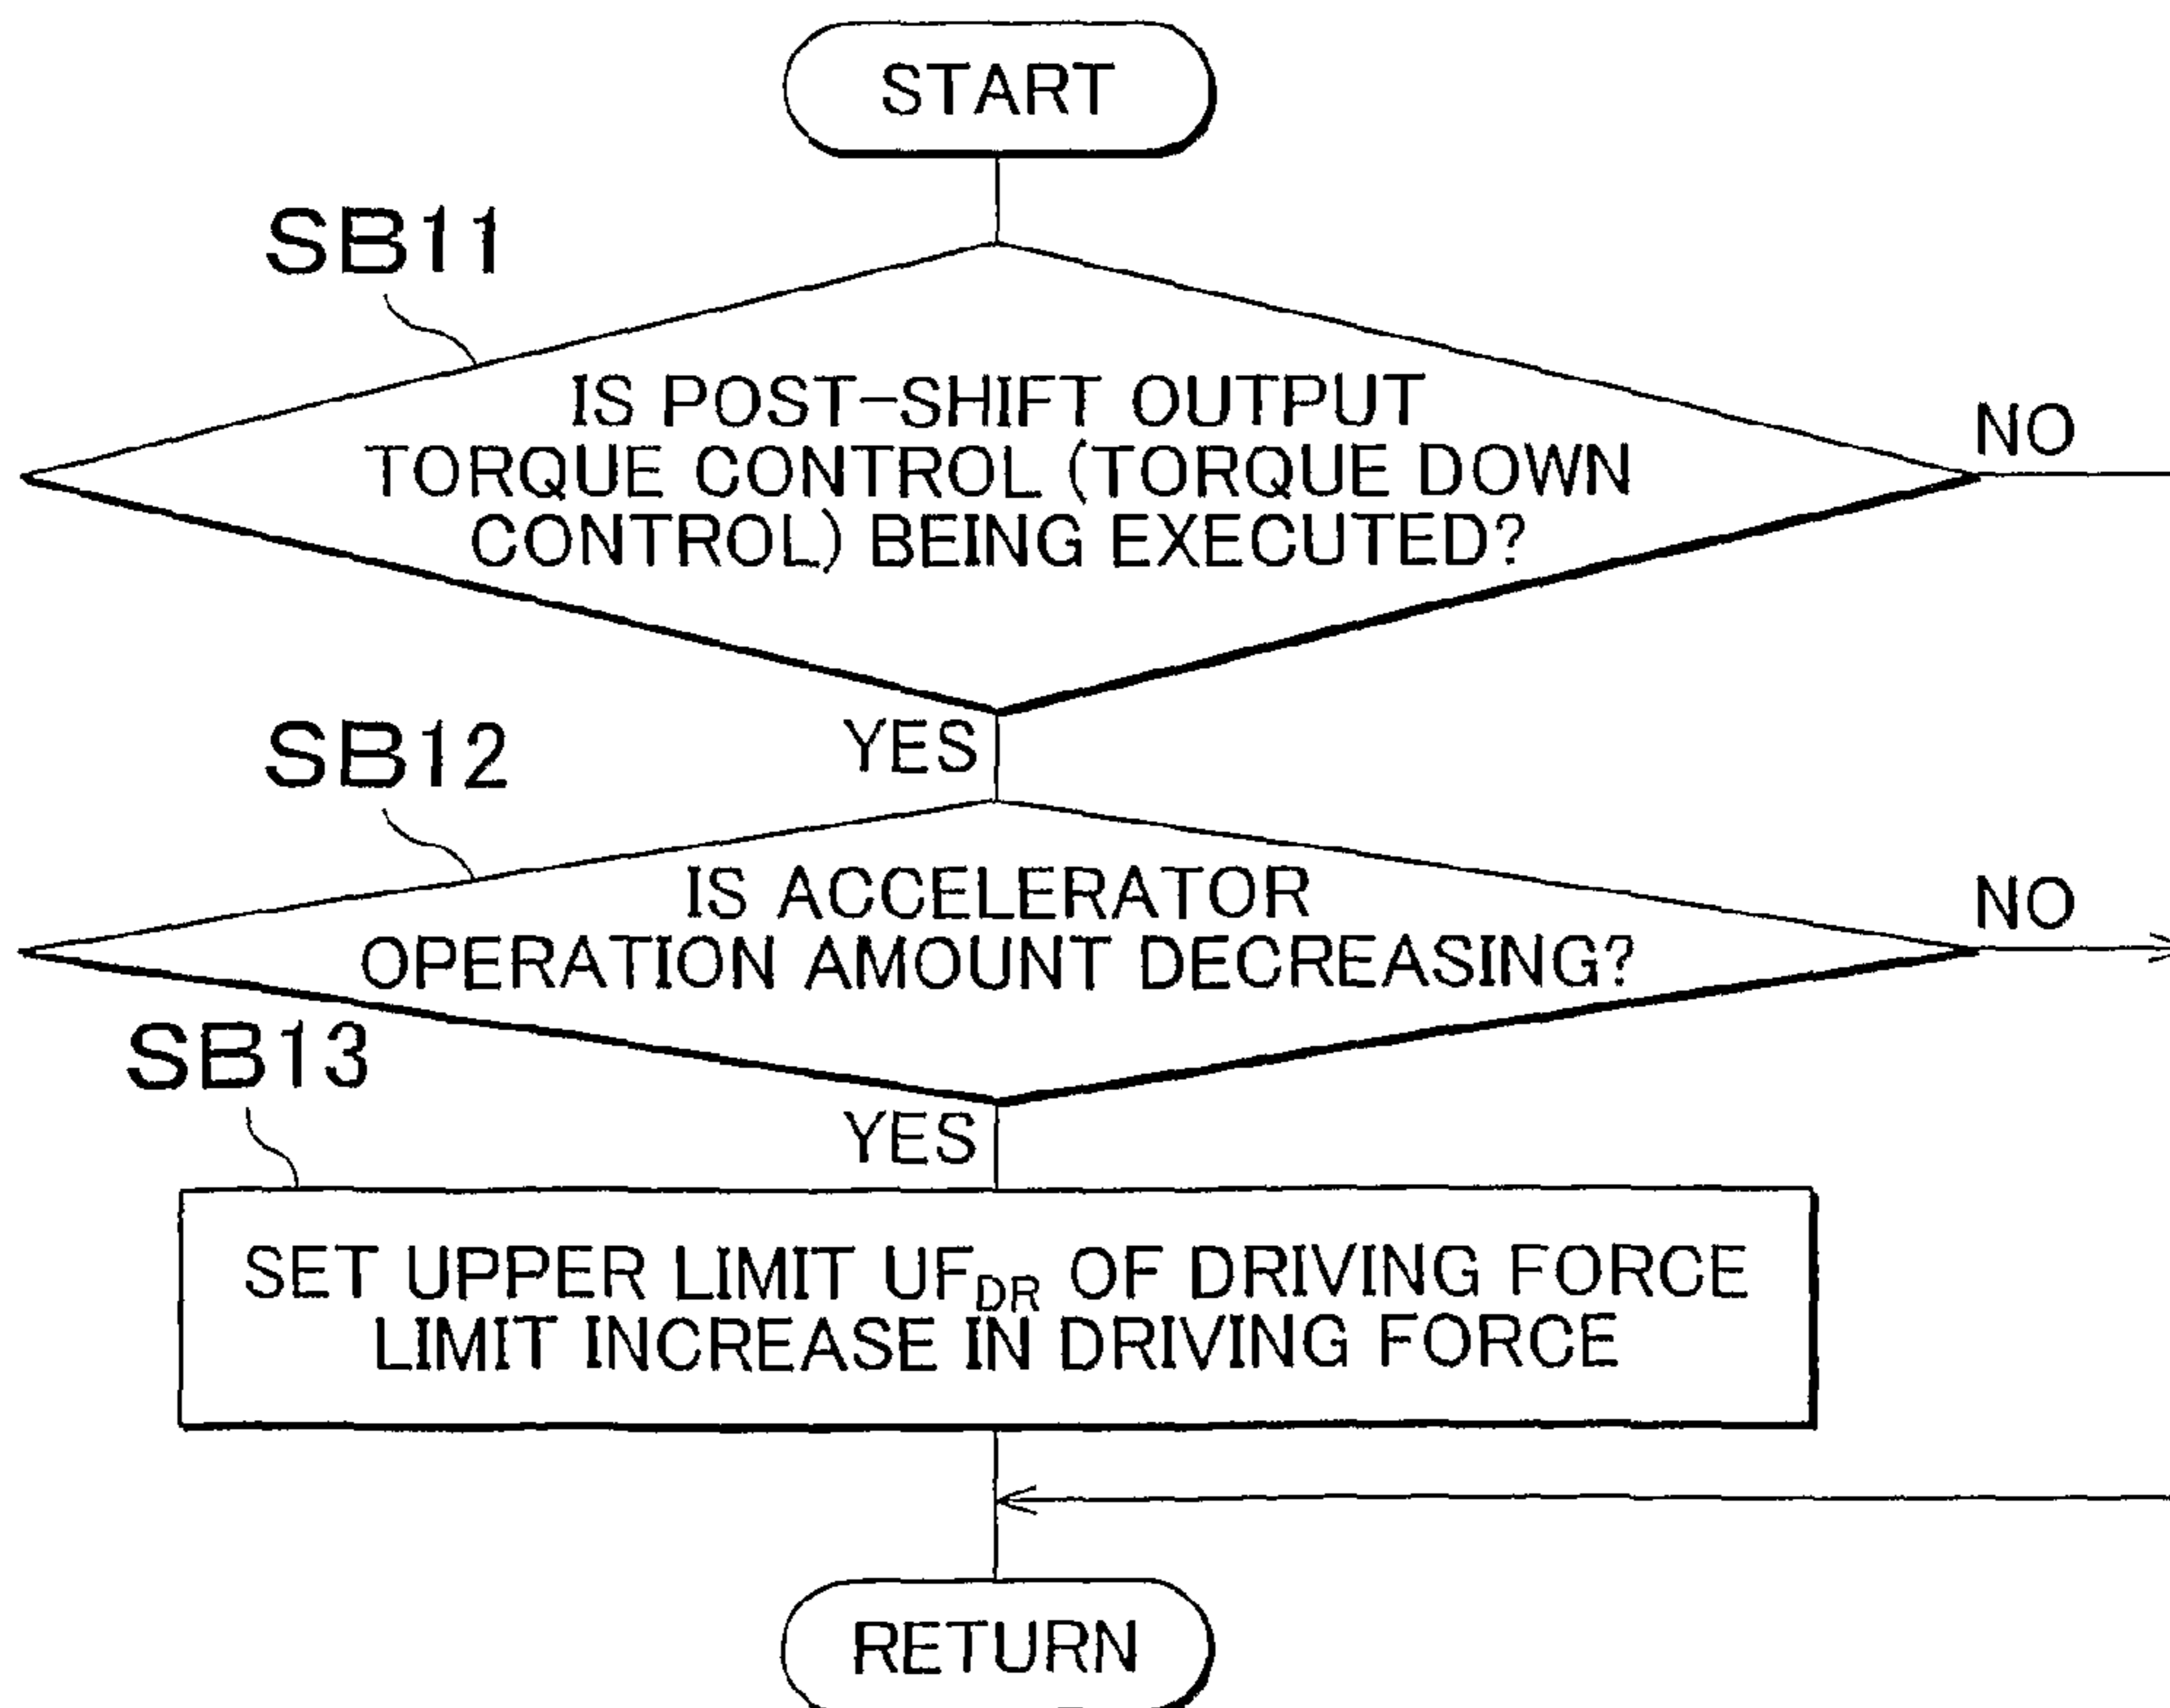 START
SB11
IS POST-SHIFT OUTPUT
TORQUE CONTROL (TORQUE DOWN
CONTROL) BEING EXECUTED?
NO
YES
SB12
IS ACCELERATOR
OPERATION AMOUNT DECREASING?
NO
SB13
YES
SET UPPER LIMIT UF_DR OF DRIVING FORCE
LIMIT INCREASE IN DRIVING FORCE
RETURN